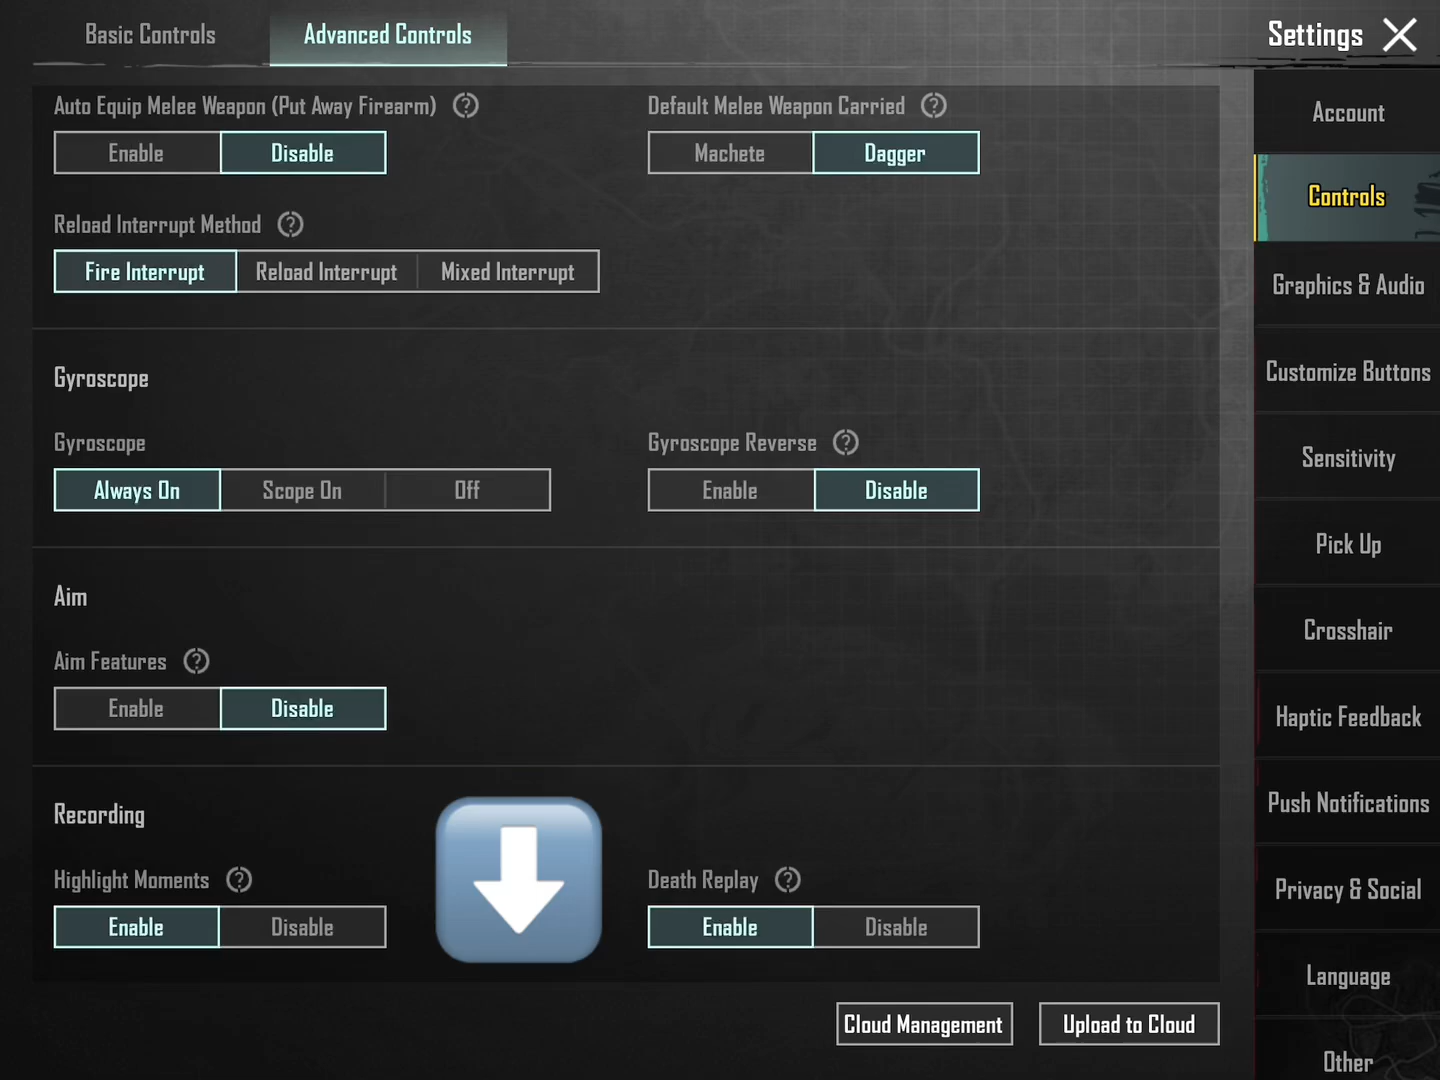 Basic Controls
Advanced Controls
Settings
Auto Equip Melee Weapon (Put Away Firearm) ?
Enable
Disable
Default Melee Weapon Carried ?
Machete
Dagger
Reload Interrupt Method ?
Fire Interrupt
Reload Interrupt
Mixed Interrupt
Gyroscope
Gyroscope
Always On
Scope On
Off
Gyroscope Reverse ?
Enable
Disable
Aim
Aim Features ?
Enable
Disable
Recording
Highlight Moments ?
Enable
Disable
Death Replay ?
Enable
Disable
Cloud Management
Upload to Cloud
Account
Controls
Graphics & Audio
Customize Buttons
Sensitivity
Pick Up
Crosshair
Haptic Feedback
Push Notifications
Privacy & Social
Language
Other